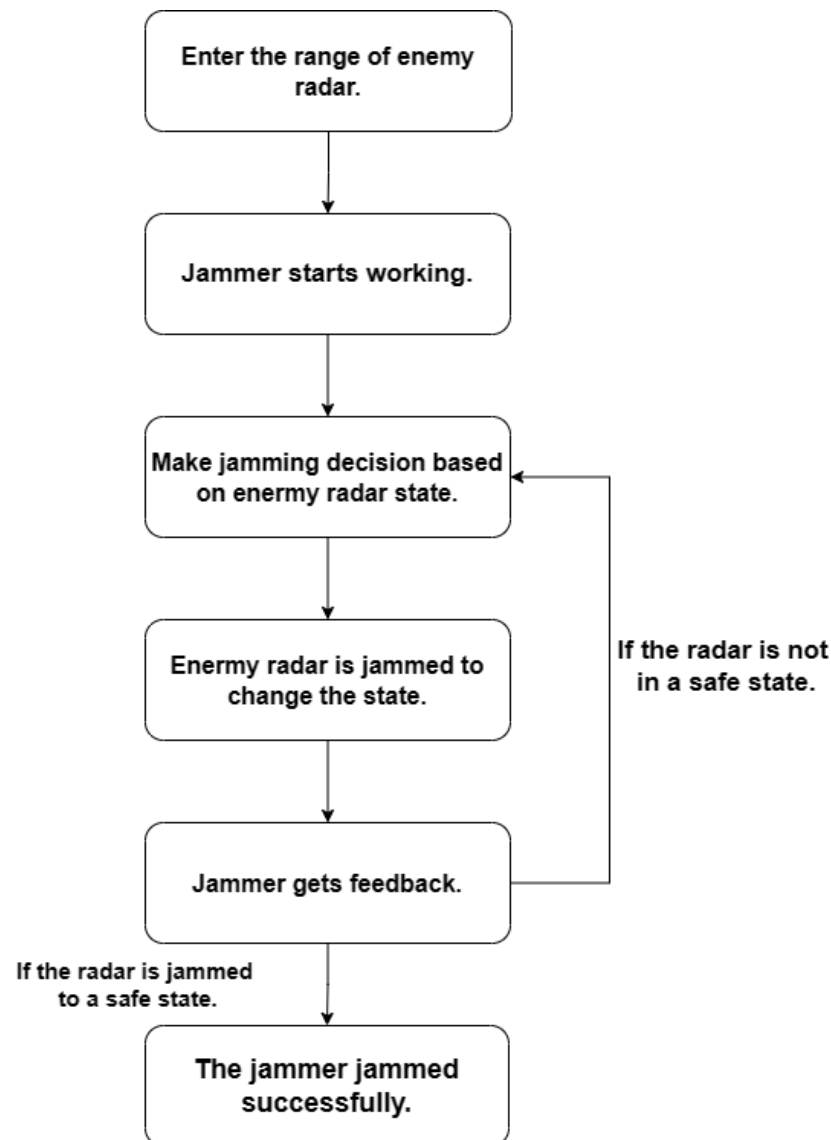 Enter the range of enemy
radar.
Jammer starts working.
Make jamming decision based
on enermy radar state.
Enermy radar is jammed to
change the state.
If the radar is not
in a safe state.
Jammer gets feedback.
If the radar is jammed
to a safe state.
The jammer jammed
successfully.